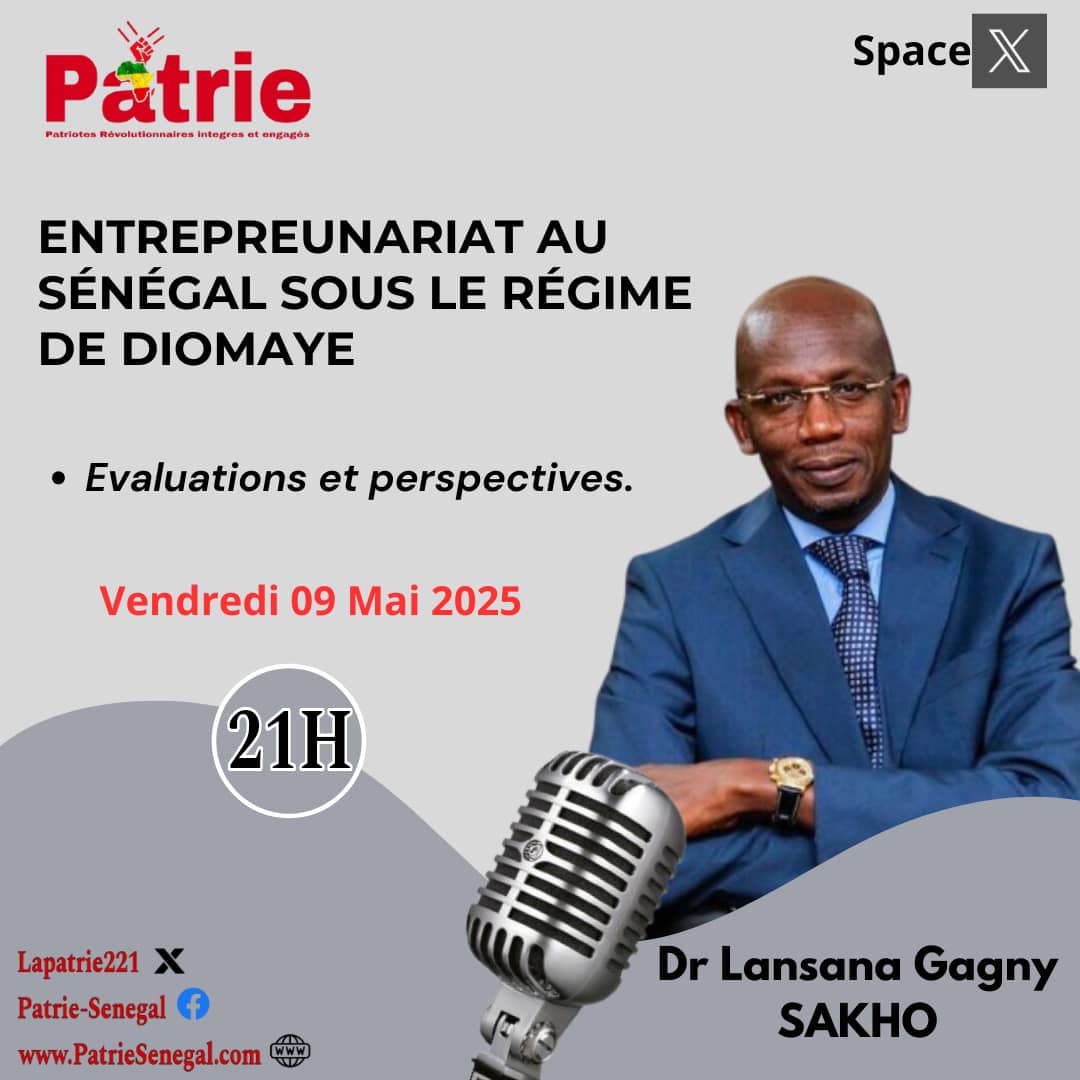 Patrie
Patriotes Révolutionnaires integres et engagés
Space X
ENTREPREUNARIAT AU
SÉNÉGAL SOUS LE RÉGIME
DE DIOMAYE
• Evaluations et perspectives.
Vendredi 09 Mai 2025
21H
Lapatrie221 X
Patrie-Senegal f
www.PatrieSenegal.com WWW
Dr Lansana Gagny
SAKHO